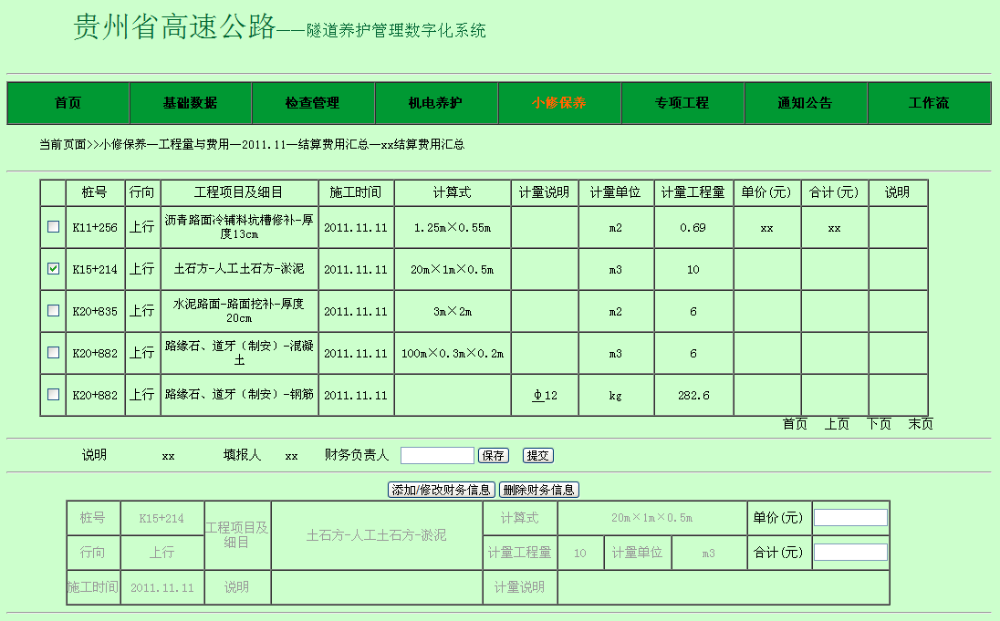 贵州省高速公路——隧道养护管理数字化系统
首页 基础数据 检查管理 机电养护 小修保养 专项工程 通知公告 工作流
当前页面>>小修保养—工程量与费用—2011.11—结算费用汇总—xx结算费用汇总
桩号 行向 工程项目及细目 施工时间 计算式 计量说明 计量单位 计量工程量 单价(元) 合计(元) 说明
K11+256 上行 沥青路面冷铺料坑槽修补-厚
度13cm 2011.11.11 1.25m×0.55m m2 0.69 xx xx
K15+214 上行 土石方-人工土石方-淤泥 2011.11.11 20m×1m×0.5m m3 10
K20+835 上行 水泥路面-路面挖补-厚度
20cm 2011.11.11 3m×2m m2 6
K20+882 上行 路缘石、道牙（制安）-混凝
土 2011.11.11 100m×0.3m×0.2m m3 6
K20+882 上行 路缘石、道牙（制安）-钢筋 2011.11.11 ф12 kg 282.6
首页 上页 下页 末页
说明 xx 填报人 xx 财务负责人 保存 提交
添加/修改财务信息 删除财务信息
桩号 K15+214 工程项目及
细目 土石方-人工土石方-淤泥 计算式 20m×1m×0.5m 单价(元)
行向 上行 计量工程量 10 计量单位 m3 合计(元)
施工时间 2011.11.11 说明 计量说明